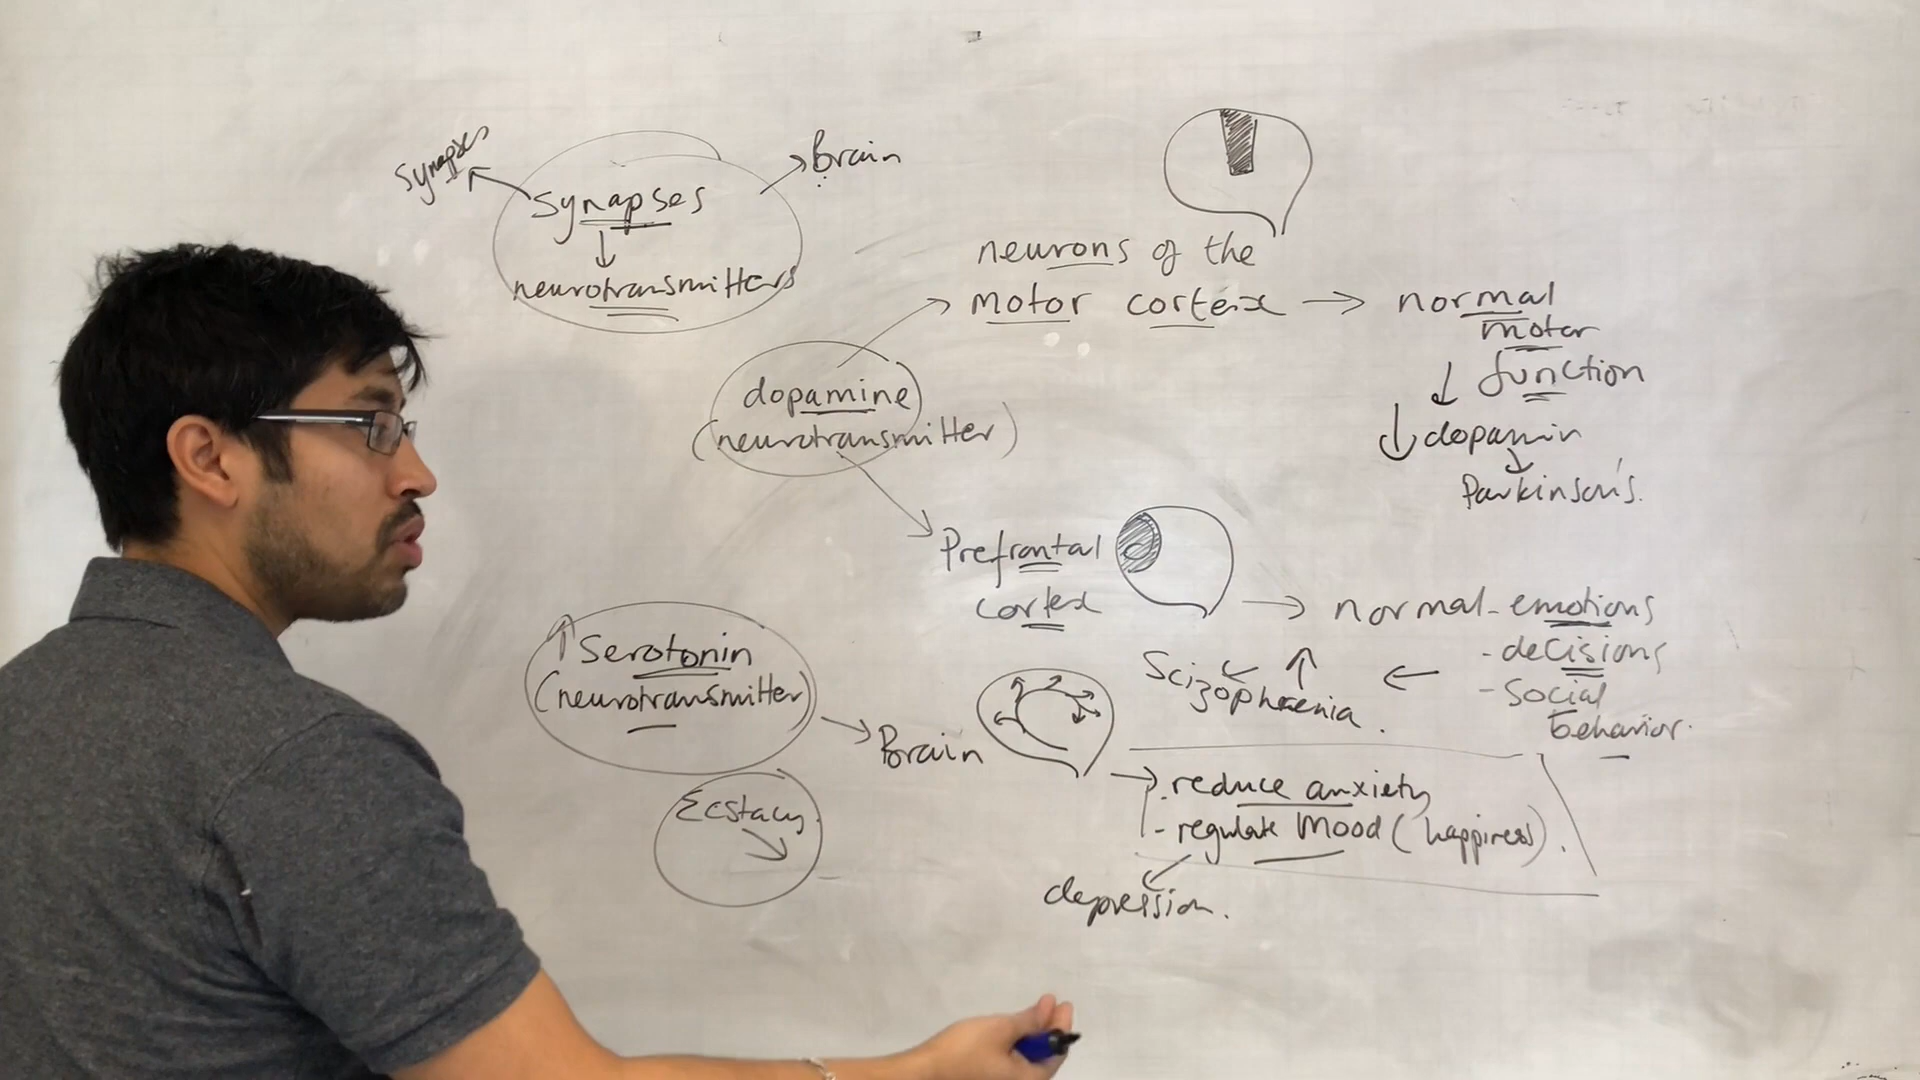 synapses
Brain
synapses
neurotransmitters
neurons of the
motor corteix
normal
motor
function
dopamin
Parkinson's.
dopamine
(neurotransmitter)
Prefrontal
cortex
normal - emotions
- decisions
- social
behavior.
Scizophrenia.
Serotonin
(neurotransmitter)
Brain
Ecstacy
reduce anxiety
- regulate mood (happiness).
depression.